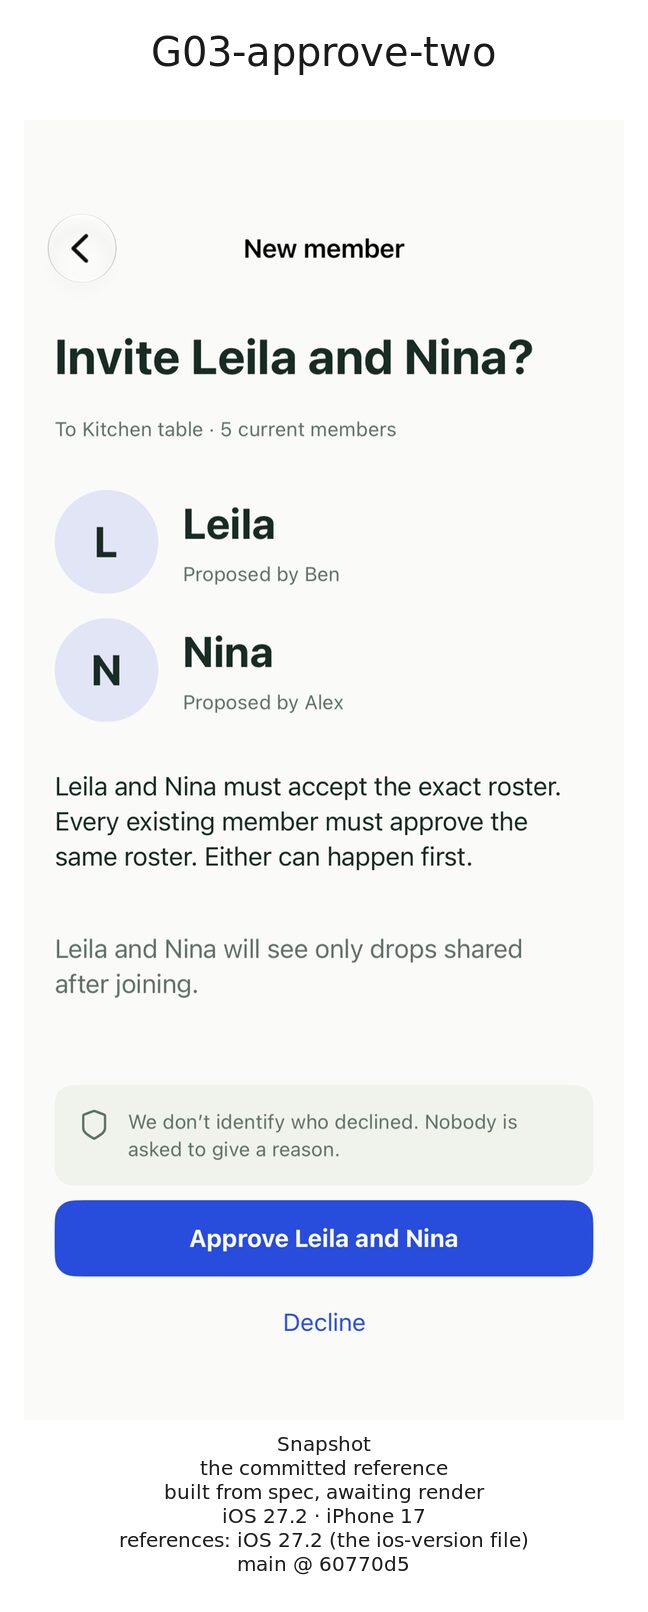 G03-approve-two
New member
Invite Leila and Nina?
To Kitchen table · 5 current members
L
Leila
Proposed by Ben
N
Nina
Proposed by Alex
Leila and Nina must accept the exact roster.
Every existing member must approve the
same roster. Either can happen first.
Leila and Nina will see only drops shared
after joining.
We don’t identify who declined. Nobody is
asked to give a reason.
Approve Leila and Nina
Decline
Snapshot
the committed reference
built from spec, awaiting render
iOS 27.2 · iPhone 17
references: iOS 27.2 (the ios-version file)
main @ 60770d5